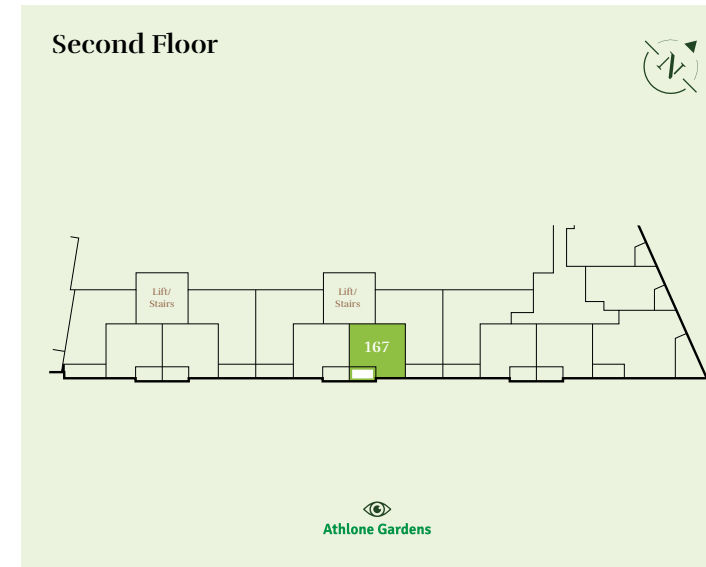 Second Floor
N
Lift/
Stairs
Lift/
Stairs
167
Athlone Gardens